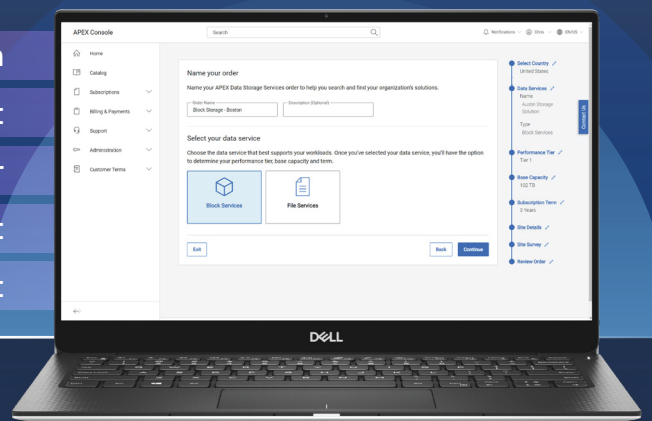 APEX Console
Search
Notifications
Chris
EN/US
Home
Catalog
Subscriptions
Billing & Payments
Support
Administration
Customer Terms
Name your order
Name your APEX Data Storage Services order to help you search and find your organization's solutions.
Order Name
Block Storage - Boston
Description (Optional)
Select your data service
Choose the data service that best supports your workloads. Once you've selected your data service, you'll have the option
to determine your performance tier, base capacity and term.
Block Services
File Services
Exit
Back
Continue
Select Country
United States
Data Services
Name
Austin Storage
Solution
Type
Block Services
Performance Tier
Tier 1
Base Capacity
102 TB
Subscription Term
3 Years
Site Details
Site Survey
Review Order
Contact Us
DELL